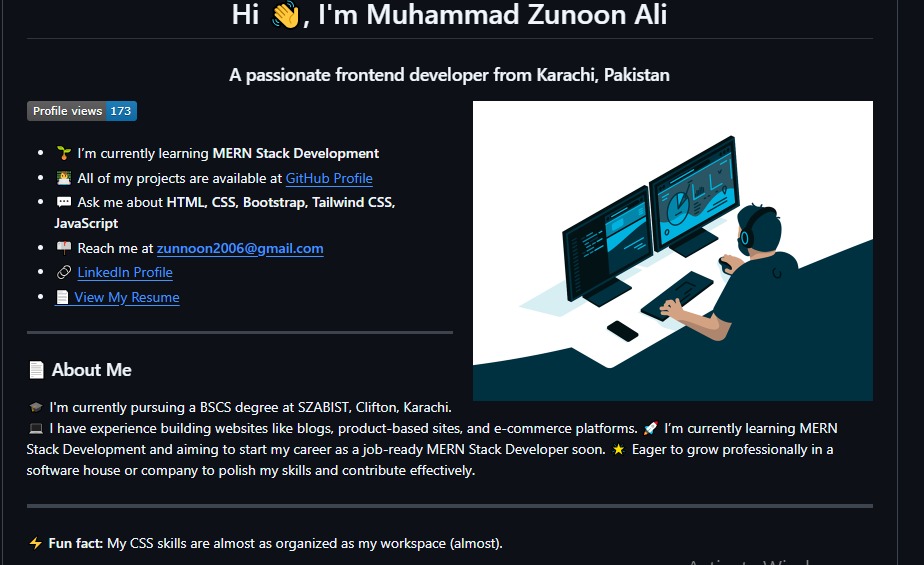 Hi 👋, I'm Muhammad Zunoon Ali
A passionate frontend developer from Karachi, Pakistan
Profile views 173
🌱 I’m currently learning MERN Stack Development
👨‍💻 All of my projects are available at GitHub Profile
💬 Ask me about HTML, CSS, Bootstrap, Tailwind CSS,
JavaScript
📫 Reach me at zunnoon2006@gmail.com
🔗 LinkedIn Profile
📄 View My Resume
📄 About Me
🎓 I'm currently pursuing a BSCS degree at SZABIST, Clifton, Karachi.
💻 I have experience building websites like blogs, product-based sites, and e-commerce platforms. 🚀 I’m currently learning MERN
Stack Development and aiming to start my career as a job-ready MERN Stack Developer soon. 🌟 Eager to grow professionally in a
software house or company to polish my skills and contribute effectively.
⚡ Fun fact: My CSS skills are almost as organized as my workspace (almost).